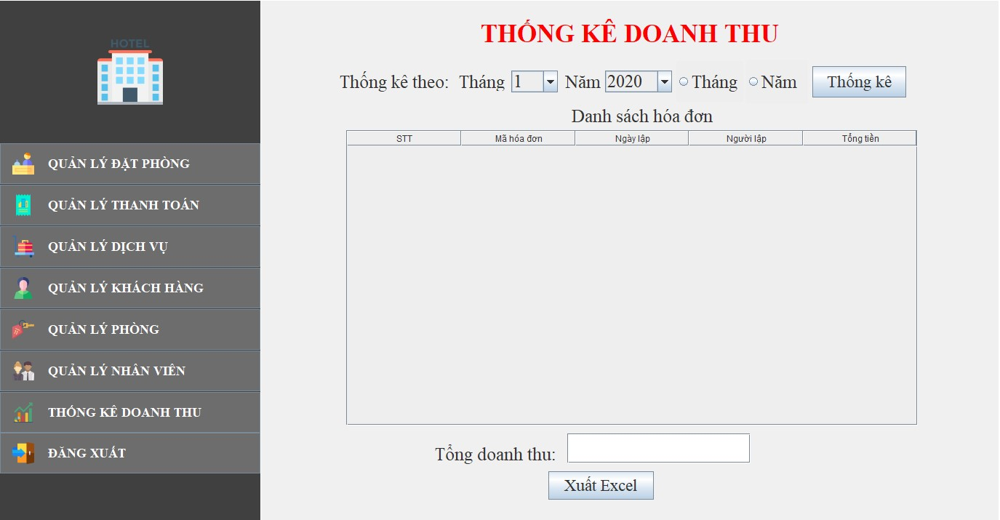 HOTEL
QUẢN LÝ ĐẶT PHÒNG
QUẢN LÝ THANH TOÁN
QUẢN LÝ DỊCH VỤ
QUẢN LÝ KHÁCH HÀNG
QUẢN LÝ PHÒNG
QUẢN LÝ NHÂN VIÊN
THỐNG KÊ DOANH THU
ĐĂNG XUẤT
THỐNG KÊ DOANH THU
Thống kê theo: Tháng 1 Năm 2020 Tháng Năm Thống kê
Danh sách hóa đơn
STT Mã hóa đơn Ngày lập Người lập Tổng tiền
Tổng doanh thu:
Xuất Excel